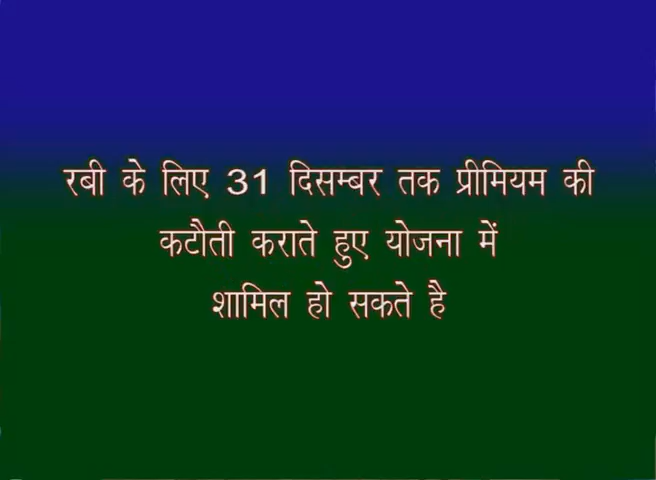 रबी के लिए 31 दिसम्बर तक प्रीमियम की
कटौती कराते हुए योजना में
शामिल हो सकते है